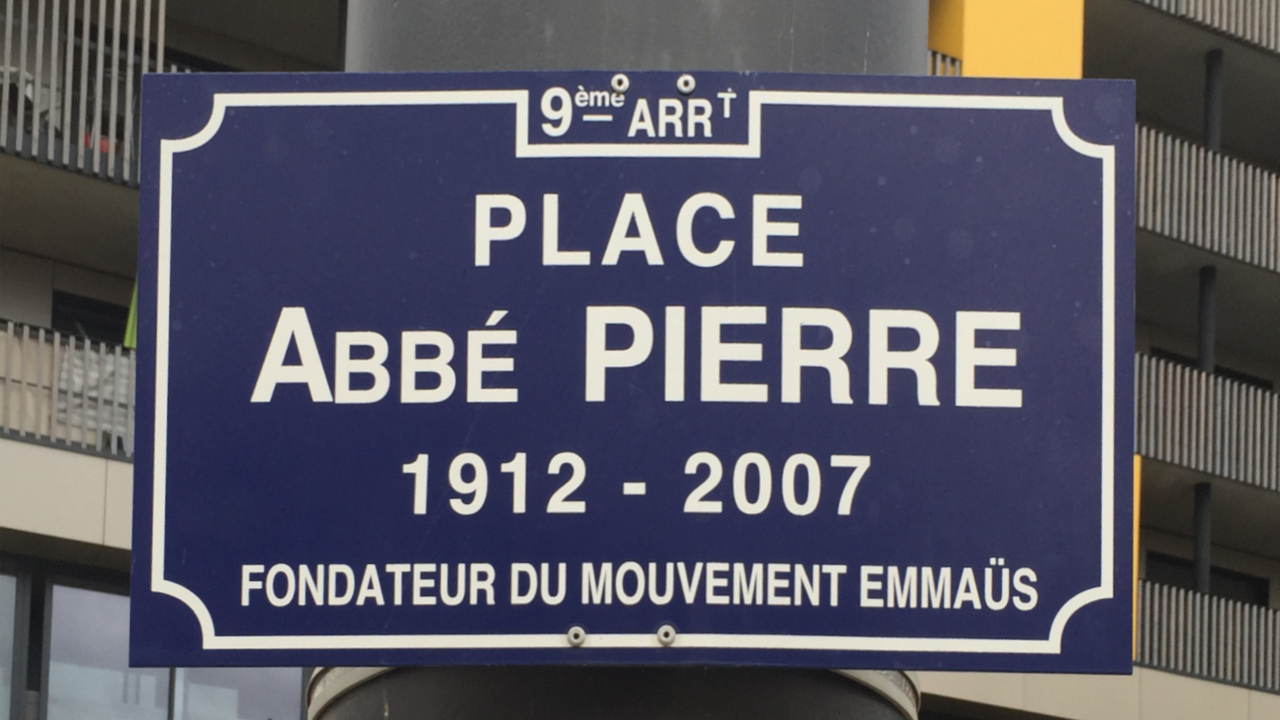 9ème ARRT
PLACE
ABBÉ PIERRE
1912 - 2007
FONDATEUR DU MOUVEMENT EMMAÜS